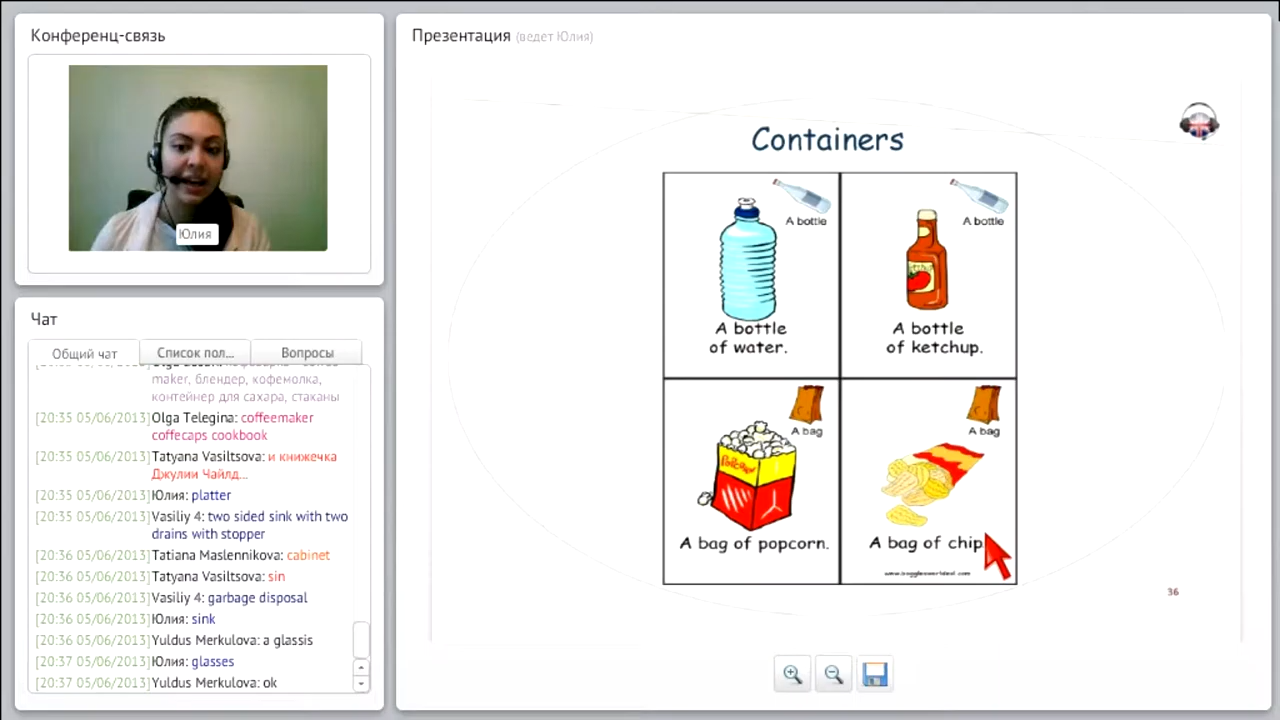 Конференц-связь
Юлия
Чат
Общий чат
Список пол...
Вопросы
maker, блендер, кофемолка,
контейнер для сахара, стаканы
[20:35 05/06/2013] Olga Telegina: coffeemaker
coffecaps cookbook
[20:35 05/06/2013] Tatyana Vasiltsova: и книжечка
Джулии Чайлд...
[20:35 05/06/2013] Юлия: platter
[20:35 05/06/2013] Vasiliy 4: two sided sink with two
drains with stopper
[20:36 05/06/2013] Tatiana Maslennikova: cabinet
[20:36 05/06/2013] Tatyana Vasiltsova: sin
[20:36 05/06/2013] Vasiliy 4: garbage disposal
[20:36 05/06/2013] Юлия: sink
[20:36 05/06/2013] Yuldus Merkulova: a glassis
[20:37 05/06/2013] Юлия: glasses
[20:37 05/06/2013] Yuldus Merkulova: ok
Презентация (ведет Юлия)
Containers
A bottle
A bottle
of water.
A bottle
A bottle
of ketchup.
A bag
A bag of popcorn.
A bag
A bag of chip
36